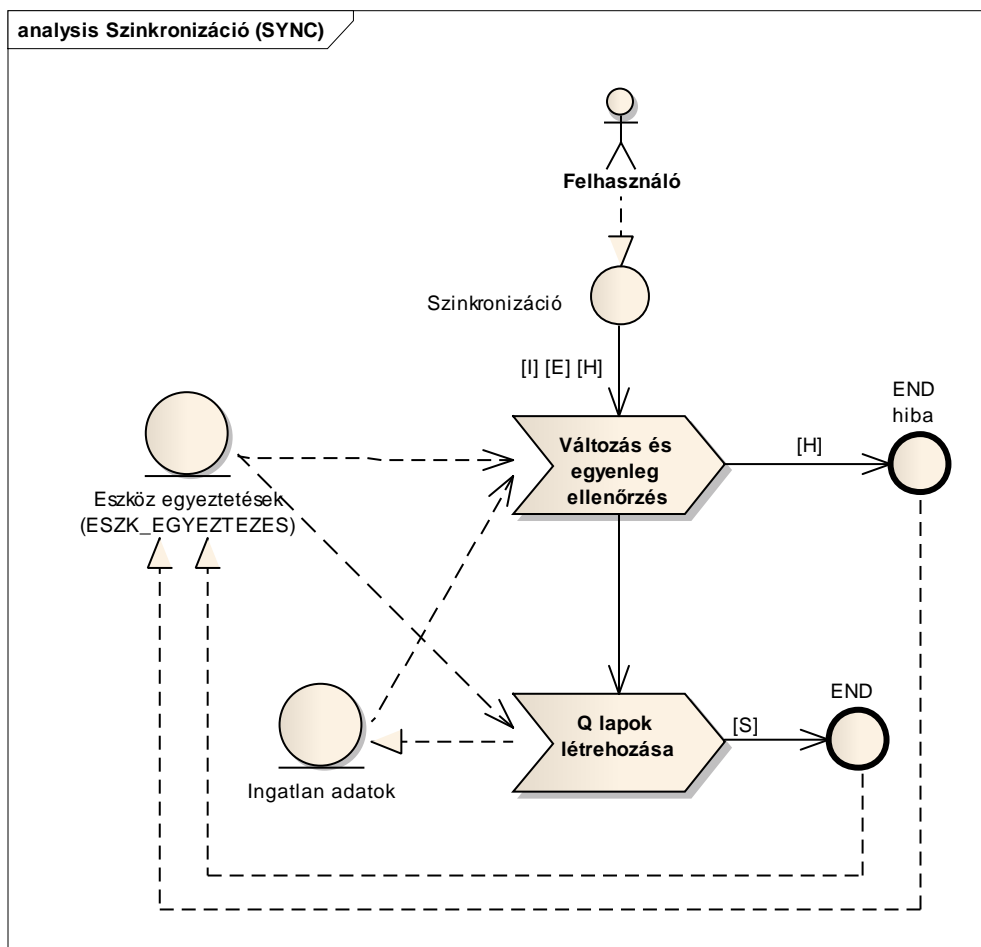 analysis Szinkronizáció (SYNC)
Felhasználó
Szinkronizáció
[I] [E] [H]
END
hiba
Változás és
egyenleg
ellenőrzés
[H]
Eszköz egyeztetések
(ESZK_EGYEZTEZES)
END
Q lapok
létrehozása
[S]
Ingatlan adatok